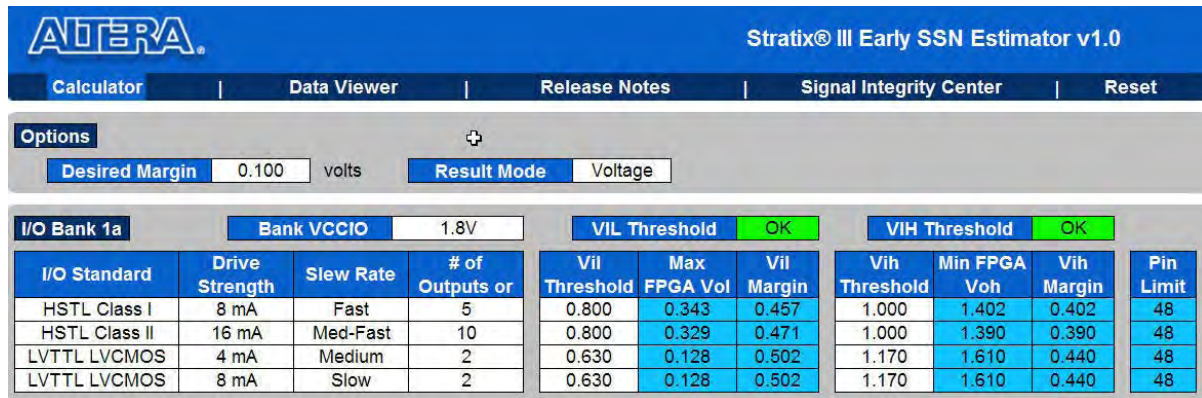 ALTERA®
Stratix® III Early SSN Estimator v1.0
Calculator | Data Viewer | Release Notes | Signal Integrity Center | Reset
Options
Desired Margin 0.100 volts Result Mode Voltage
I/O Bank 1a Bank VCCIO 1.8V VIL Threshold OK VIH Threshold OK
I/O Standard Drive Strength Slew Rate # of Outputs or Vil Threshold Max FPGA Vol Vil Margin Vih Threshold Min FPGA Voh Vih Margin Pin Limit
HSTL Class I 8 mA Fast 5 0.800 0.343 0.457 1.000 1.402 0.402 48
HSTL Class II 16 mA Med-Fast 10 0.800 0.329 0.471 1.000 1.390 0.390 48
LVTTL LVCMOS 4 mA Medium 2 0.630 0.128 0.502 1.170 1.610 0.440 48
LVTTL LVCMOS 8 mA Slow 2 0.630 0.128 0.502 1.170 1.610 0.440 48